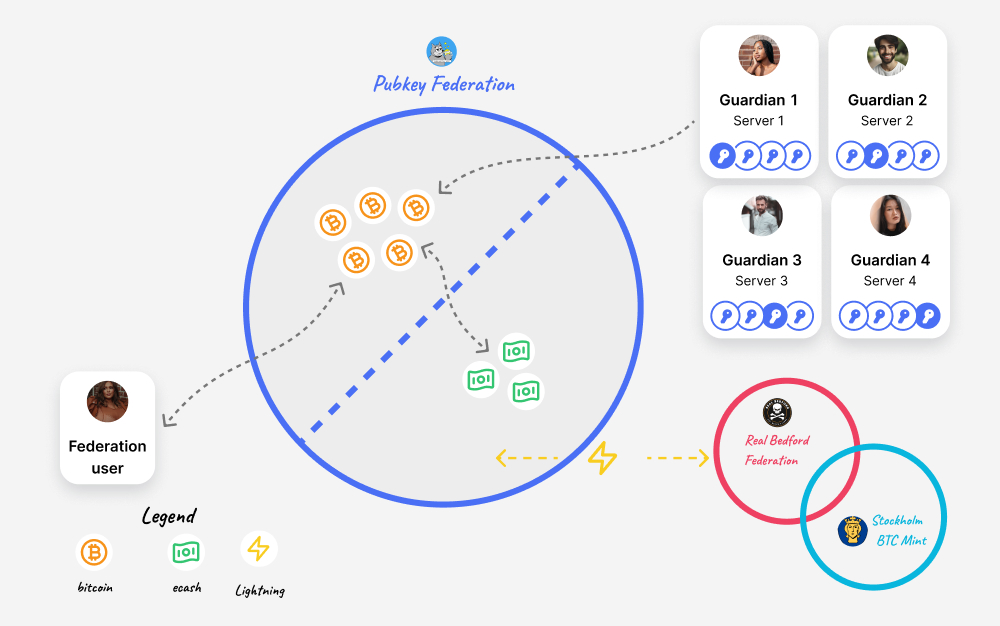 Pubkey Federation
Guardian 1
Server 1
Guardian 2
Server 2
Guardian 3
Server 3
Guardian 4
Server 4
Federation
user
Real Bedford
Federation
Stockholm
BTC Mint
Legend
bitcoin
ecash
Lightning